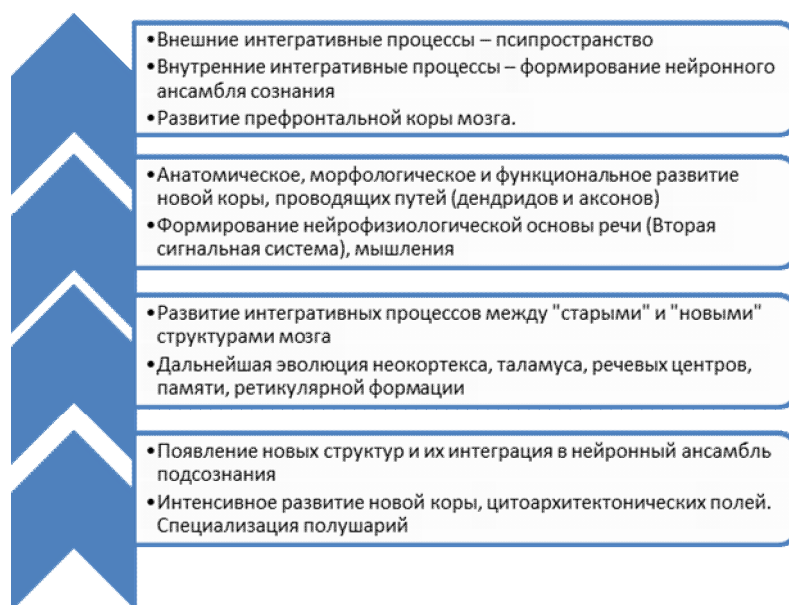 •Внешние интегративные процессы – псипространство
•Внутренние интегративные процессы – формирование нейронного
ансамбля сознания
•Развитие префронтальной коры мозга.
•Анатомическое, морфологическое и функциональное развитие
новой коры, проводящих путей (дендридов и аксонов)
•Формирование нейрофизиологической основы речи (Вторая
сигнальная система), мышления
•Развитие интегративных процессов между "старыми" и "новыми"
структурами мозга
•Дальнейшая эволюция неокортекса, таламуса, речевых центров,
памяти, ретикулярной формации
•Появление новых структур и их интеграция в нейронный ансамбль
подсознания
•Интенсивное развитие новой коры, цитоархитектонических полей.
Специализация полушарий